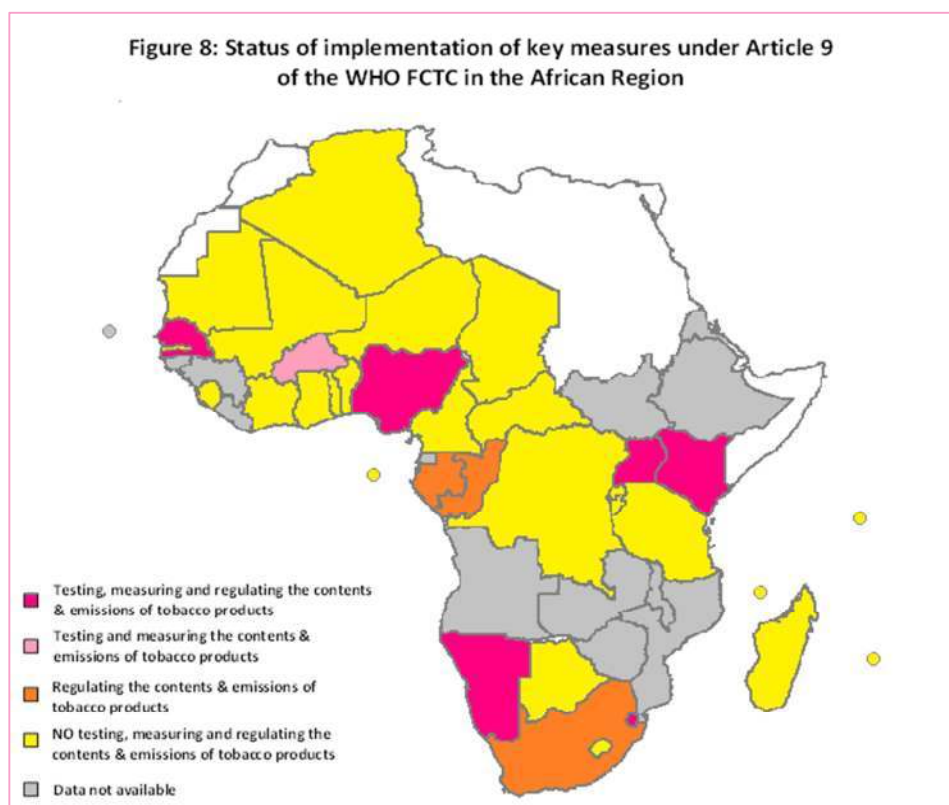 Figure 8: Status of implementation of key measures under Article 9
of the WHO FCTC in the African Region
Testing, measuring and regulating the contents
& emissions of tobacco products
Testing and measuring the contents &
emissions of tobacco products
Regulating the contents & emissions of
tobacco products
NO testing, measuring and regulating the
contents & emissions of tobacco products
Data not available